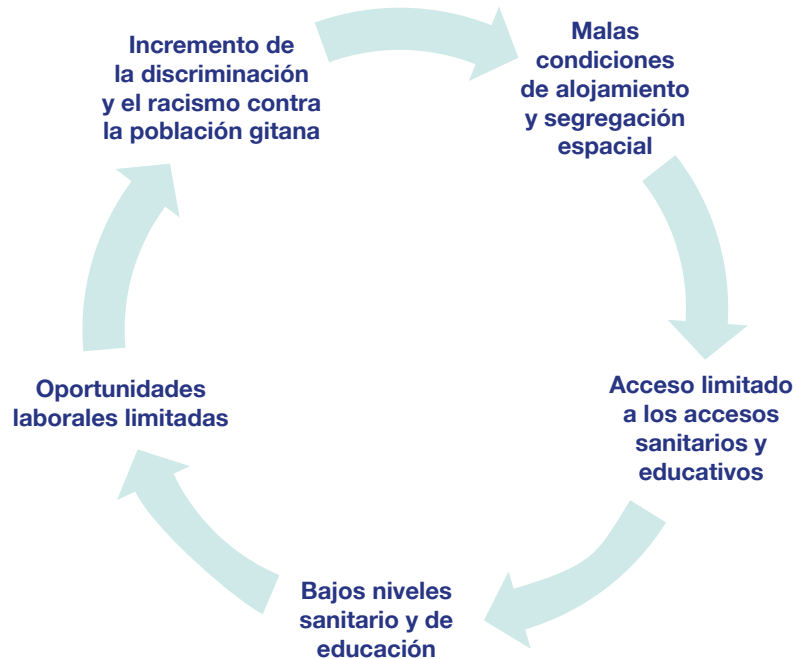 Incremento de
la discriminación
y el racismo contra
la población gitana
Malas
condiciones
de alojamiento
y segregación
espacial
Acceso limitado
a los accesos
sanitarios y
educativos
Bajos niveles
sanitario y de
educación
Oportunidades
laborales limitadas